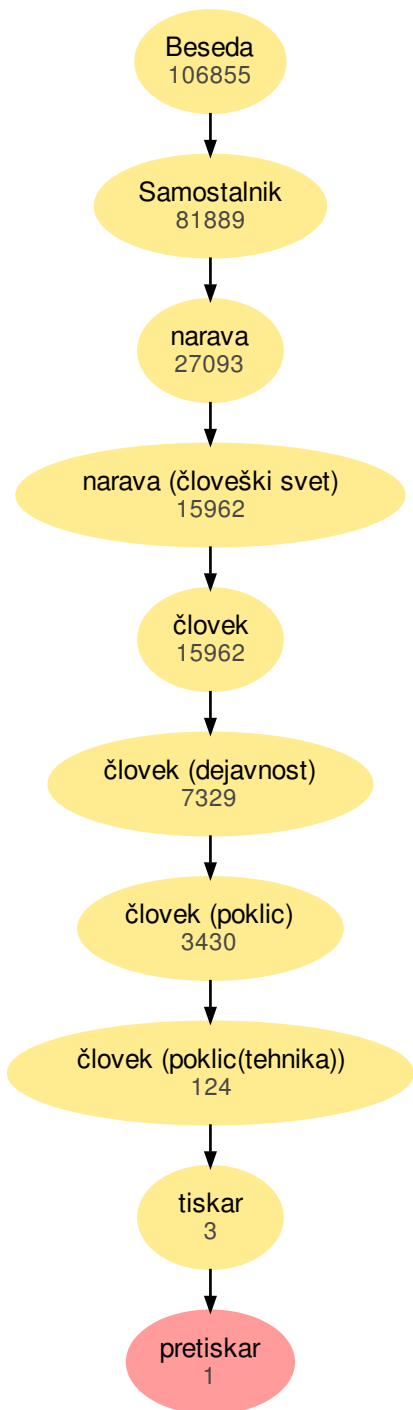 Beseda
106855
Samostalnik
81889
narava
27093
narava (človeški svet)
15962
človek
15962
človek (dejavnost)
7329
človek (poklic)
3430
človek (poklic(tehnika))
124
tiskar
3
pretiskar
1